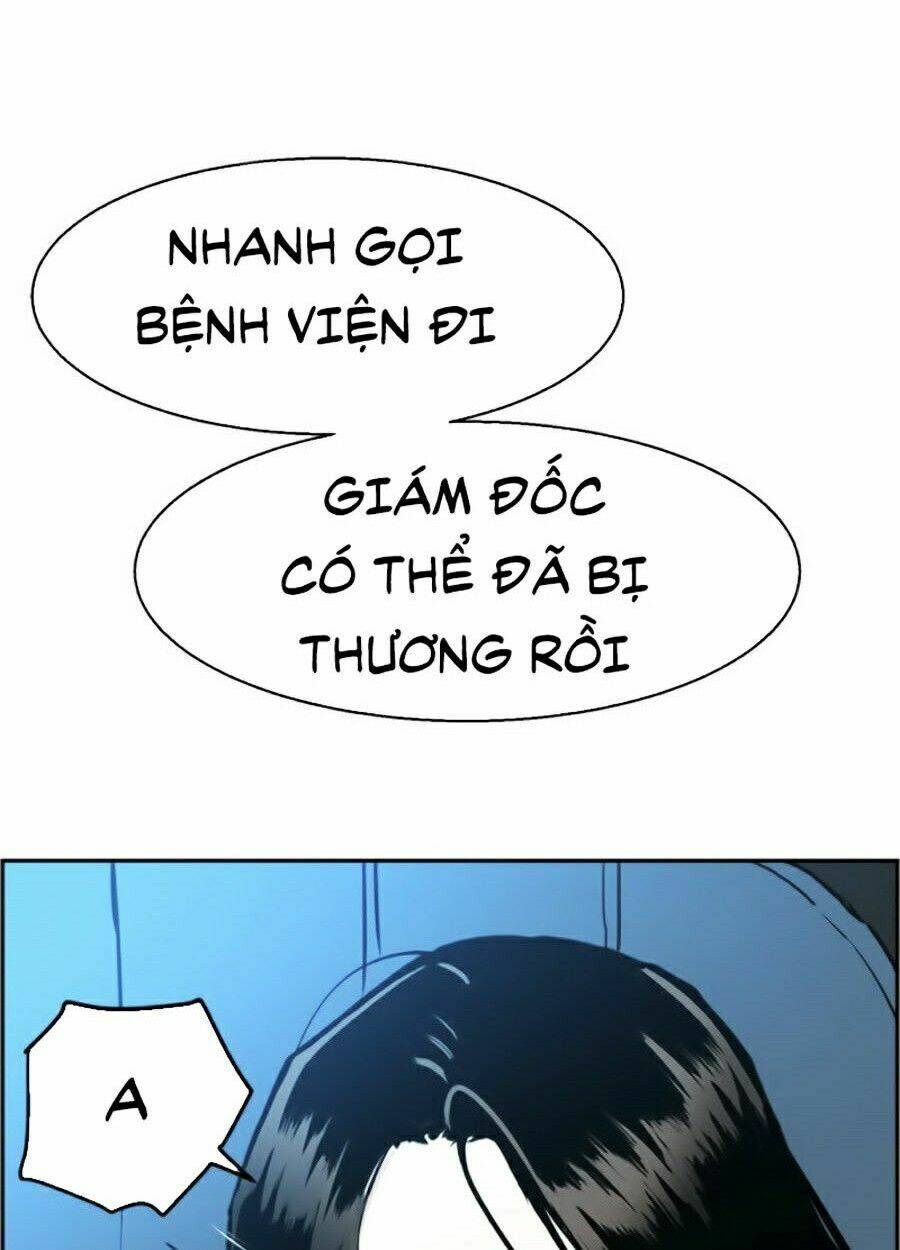 NHANH GỌI
BỆNH VIỆN ĐI
GIÁM ĐỐC
CÓ THỂ ĐÃ BỊ
THƯƠNG RỒI
A